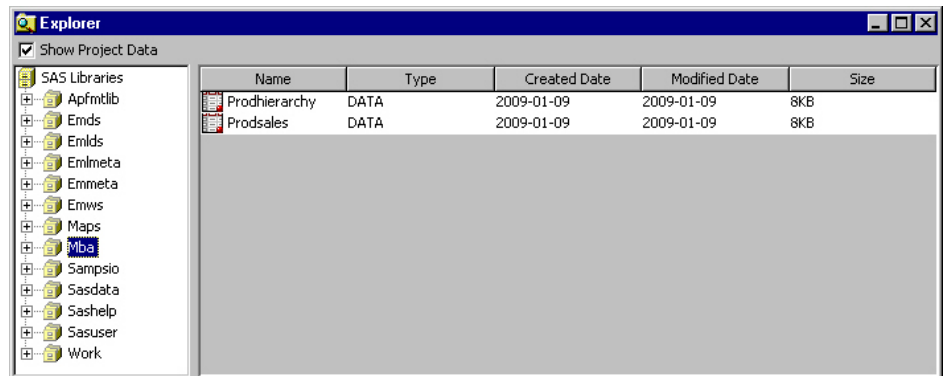 Explorer
Show Project Data
SAS Libraries
Apfmtlib
Emds
Emlds
Emlmeta
Emmeta
Emws
Maps
Mba
Sampsio
Sasdata
Sashelp
Sasuser
Work
Name Type Created Date Modified Date Size
Prodhierarchy DATA 2009-01-09 2009-01-09 8KB
Prodsales DATA 2009-01-09 2009-01-09 8KB